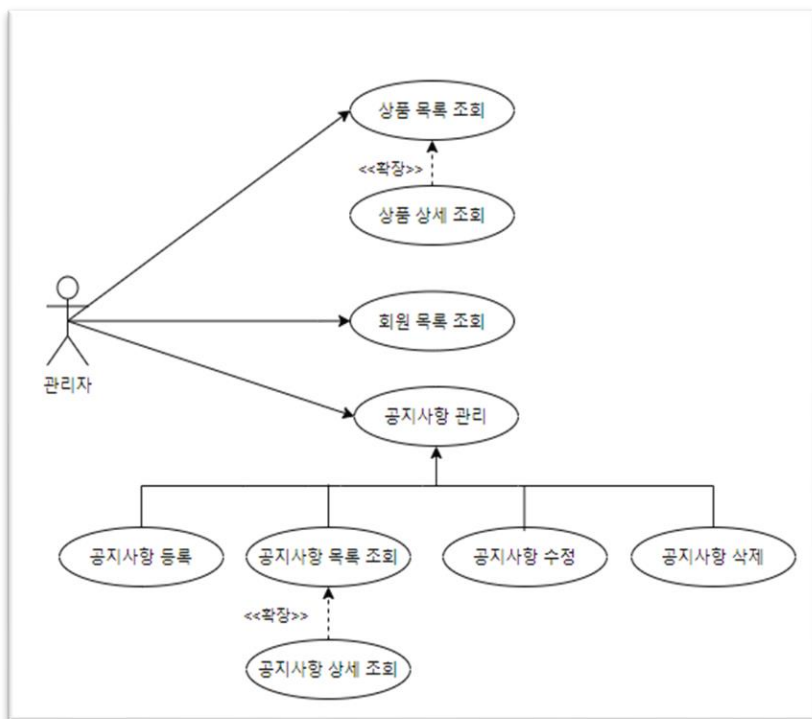 상품 목록 조회
<<확장>>
상품 상세 조회
회원 목록 조회
관리자
공지사항 관리
공지사항 등록
공지사항 목록 조회
공지사항 수정
공지사항 삭제
<<확장>>
공지사항 상세 조회